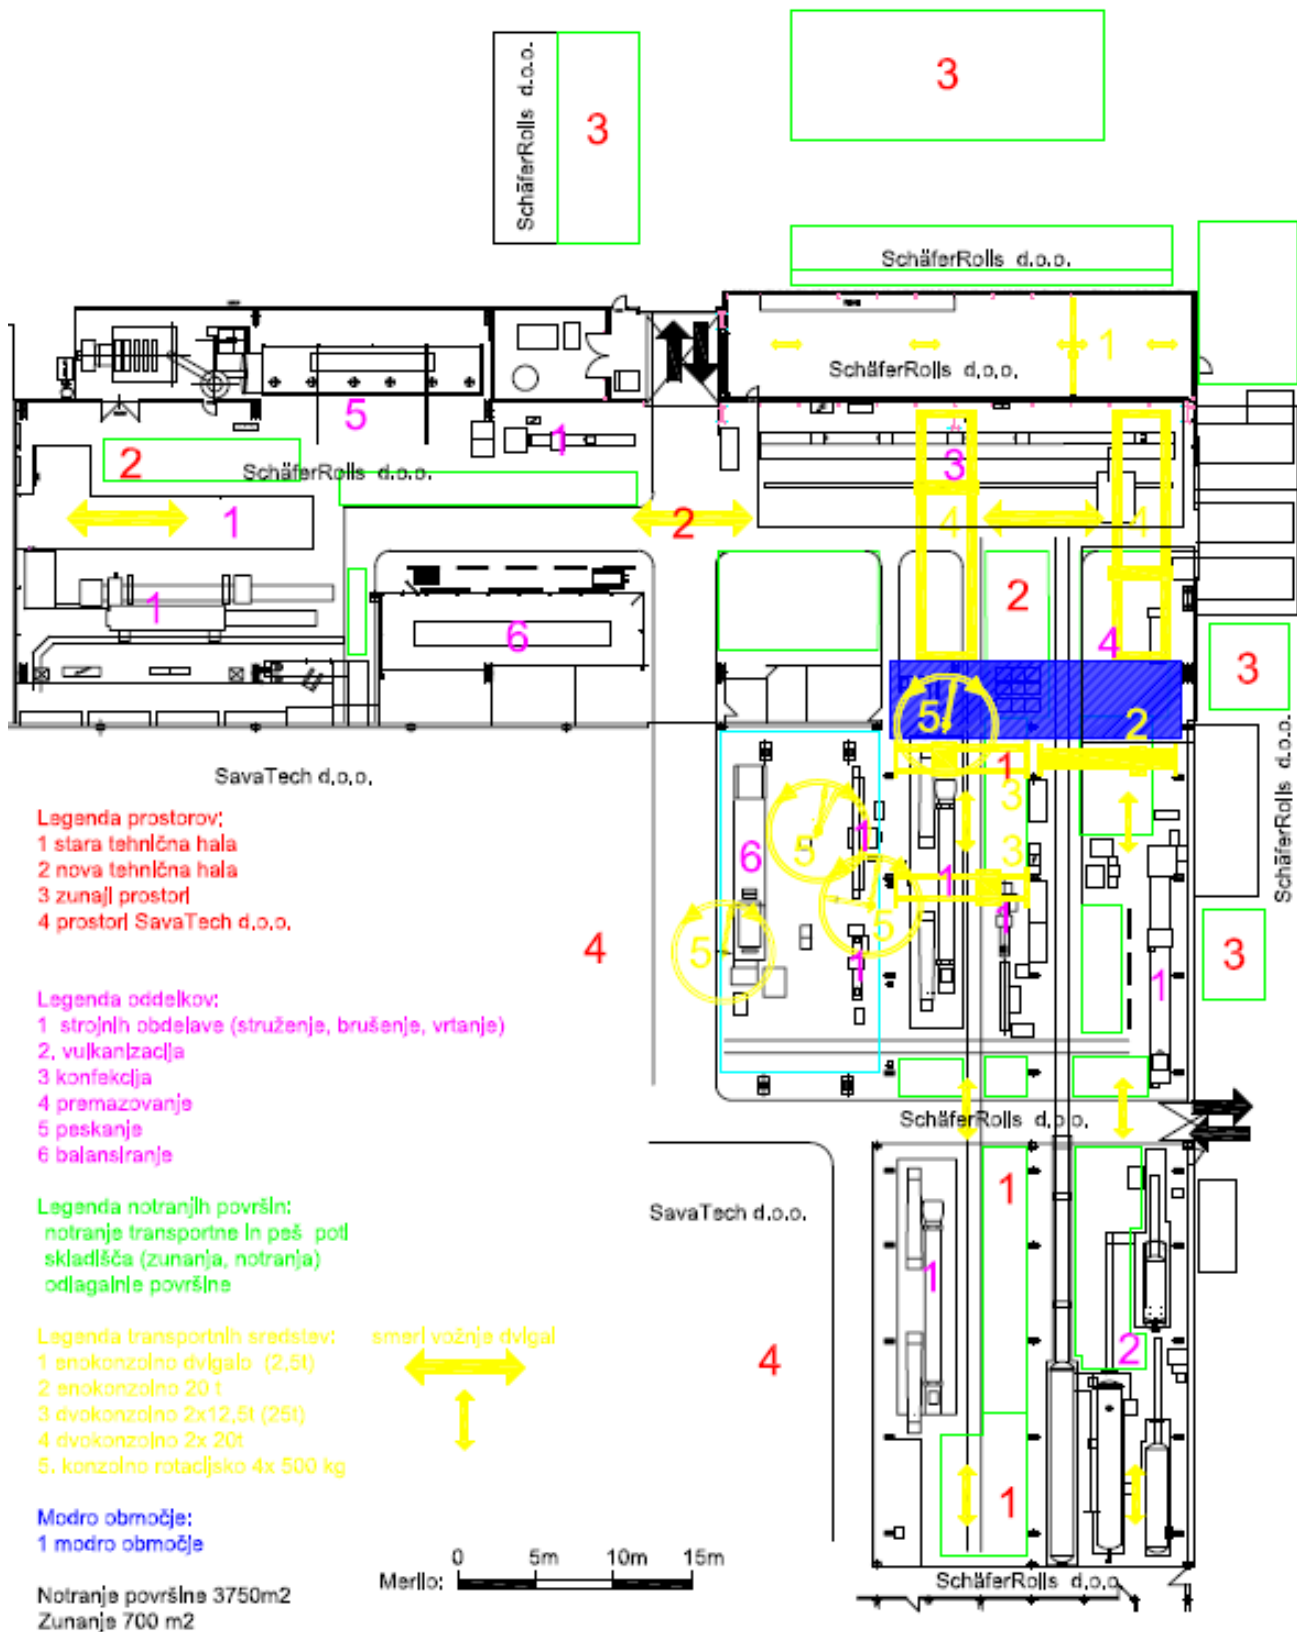 SchäferRolls d.o.o.
3
3
SchäferRolls d.o.o.
SchäferRolls d.o.o.
1
5
1
3
2
SchäferRolls d.o.o.
1
2
4
4
1
2
6
4
3
5
2
SavaTech d.o.o.
1
3
SchäferRolls d.o.o.
5
1
6
3
1
1
5
4
5
1
1
3
SchäferRolls d.o.o.
SavaTech d.o.o.
1
1
4
2
1
SchäferRolls d.o.o
Legenda prostorov:
1 stara tehnična hala
2 nova tehnična hala
3 zunaji prostori
4 prostori SavaTech d.o.o.
Legenda oddelkov:
1 strojnih obdelave (struženje, brušenje, vrtanje)
2. vulkanizacija
3 konfekcija
4 premazovanje
5 peskanje
6 balansiranje
Legenda notranjih površin:
notranje transportne in peš poti
skladišča (zunanja, notranja)
odlagalnie površine
Legenda transportnih sredstev: smeri vožnje dvigal
1 enokonzolno dvigalo (2,5t)
2 enokonzolno 20 t
3 dvokonzolno 2x12,5t (25t)
4 dvokonzolno 2x 20t
5. konzolno rotacijsko 4x 500 kg
Modro območje:
1 modro območje
Merilo: 0 5m 10m 15m
Notranje površine 3750m2
Zunanje 700 m2